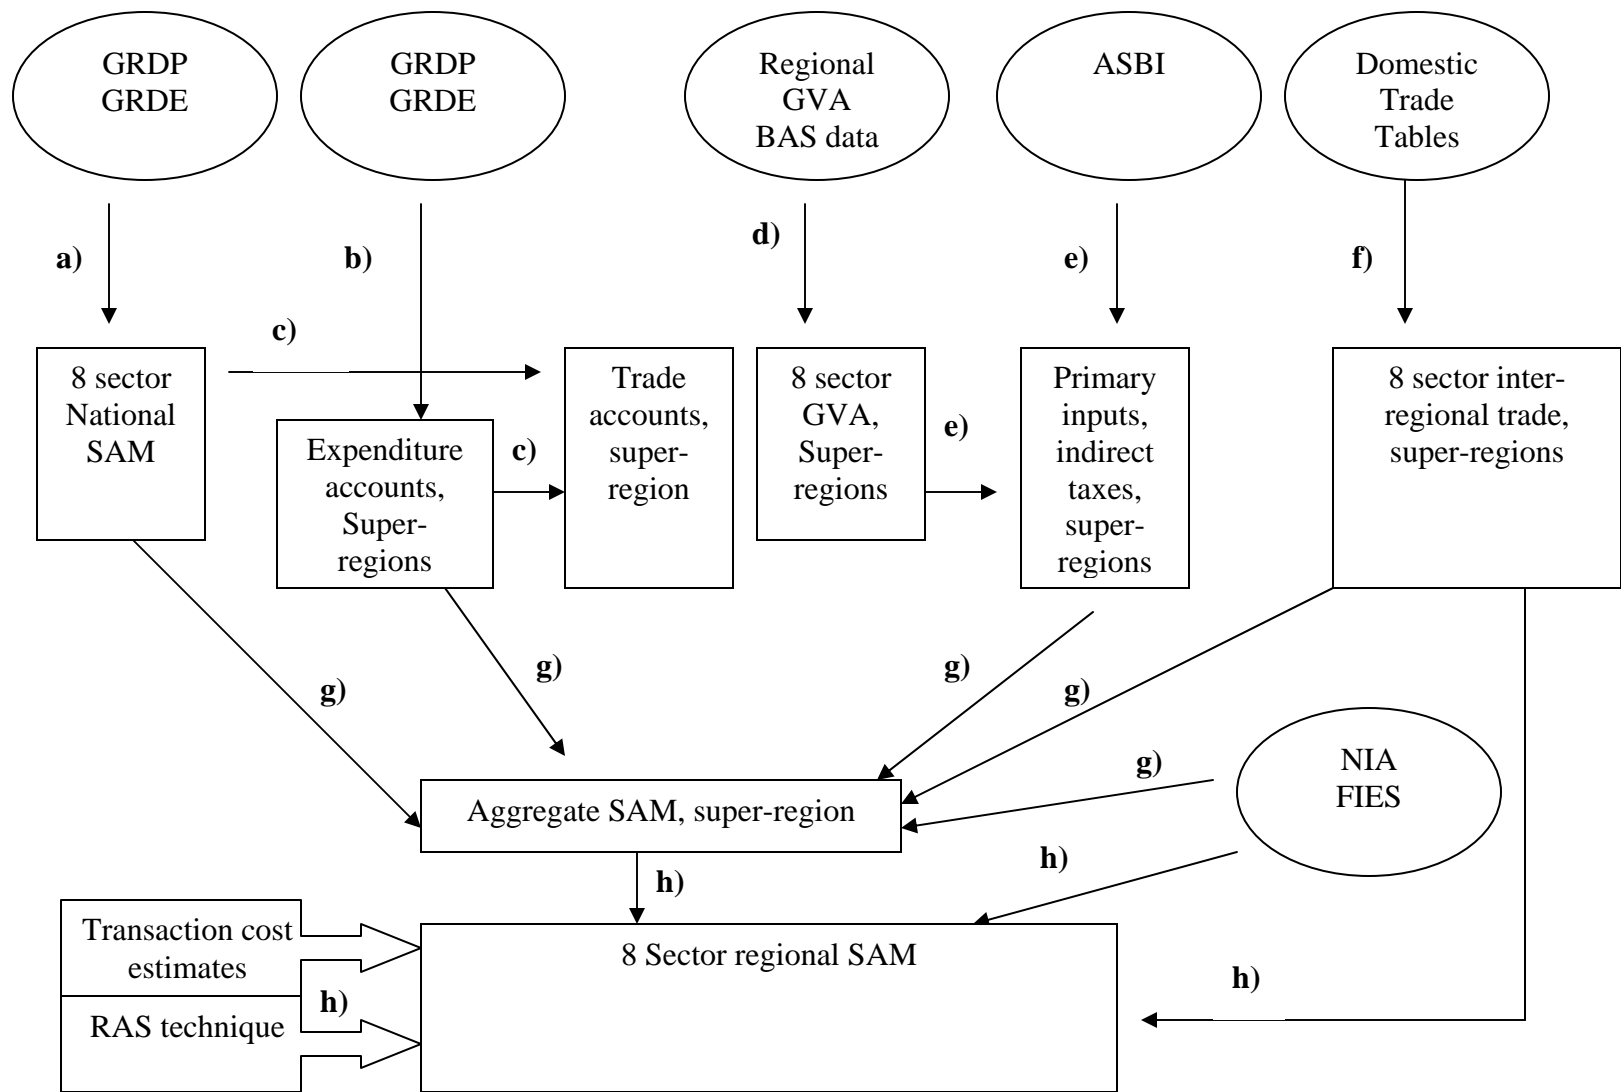 GRDP
GRDE
GRDP
GRDE
Regional
GVA
BAS data
ASBI
Domestic
Trade
Tables
a)
b)
d)
e)
f)
c)
8 sector
National
SAM
Expenditure
accounts,
Super-
regions
c)
Trade
accounts,
super-
region
8 sector
GVA,
Super-
regions
e)
Primary
inputs,
indirect
taxes,
super-
regions
8 sector inter-
regional trade,
super-regions
g)
g)
g)
g)
g)
NIA
FIES
Aggregate SAM, super-region
h)
h)
h)
Transaction cost
estimates
h)
RAS technique
8 Sector regional SAM